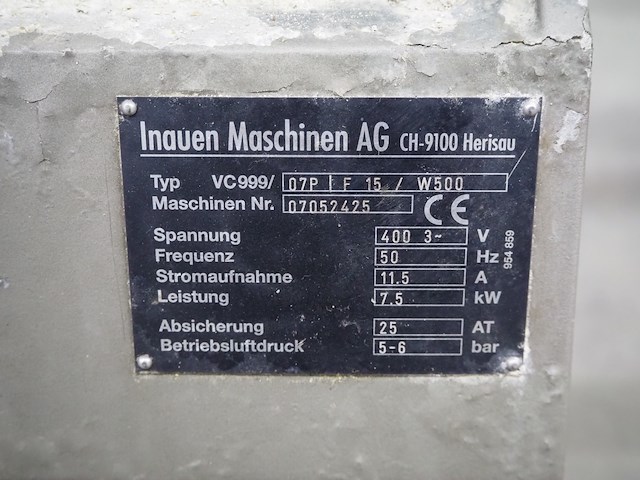 Inauen Maschinen AG CH-9100 Herisau
Typ VC999/ 07P F 15 / W500
Maschinen Nr. 07052425 CE
Spannung 400 3~ V
Frequenz 50 Hz
Stromaufnahme 11.5 A
Leistung 7.5 kW
Absicherung 25 AT
Betriebsluftdruck 5-6 bar
954 859